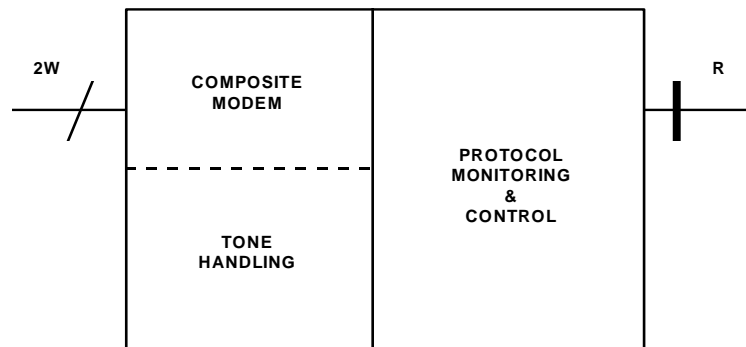 2W
COMPOSITE
MODEM
TONE
HANDLING
PROTOCOL
MONITORING
&
CONTROL
R